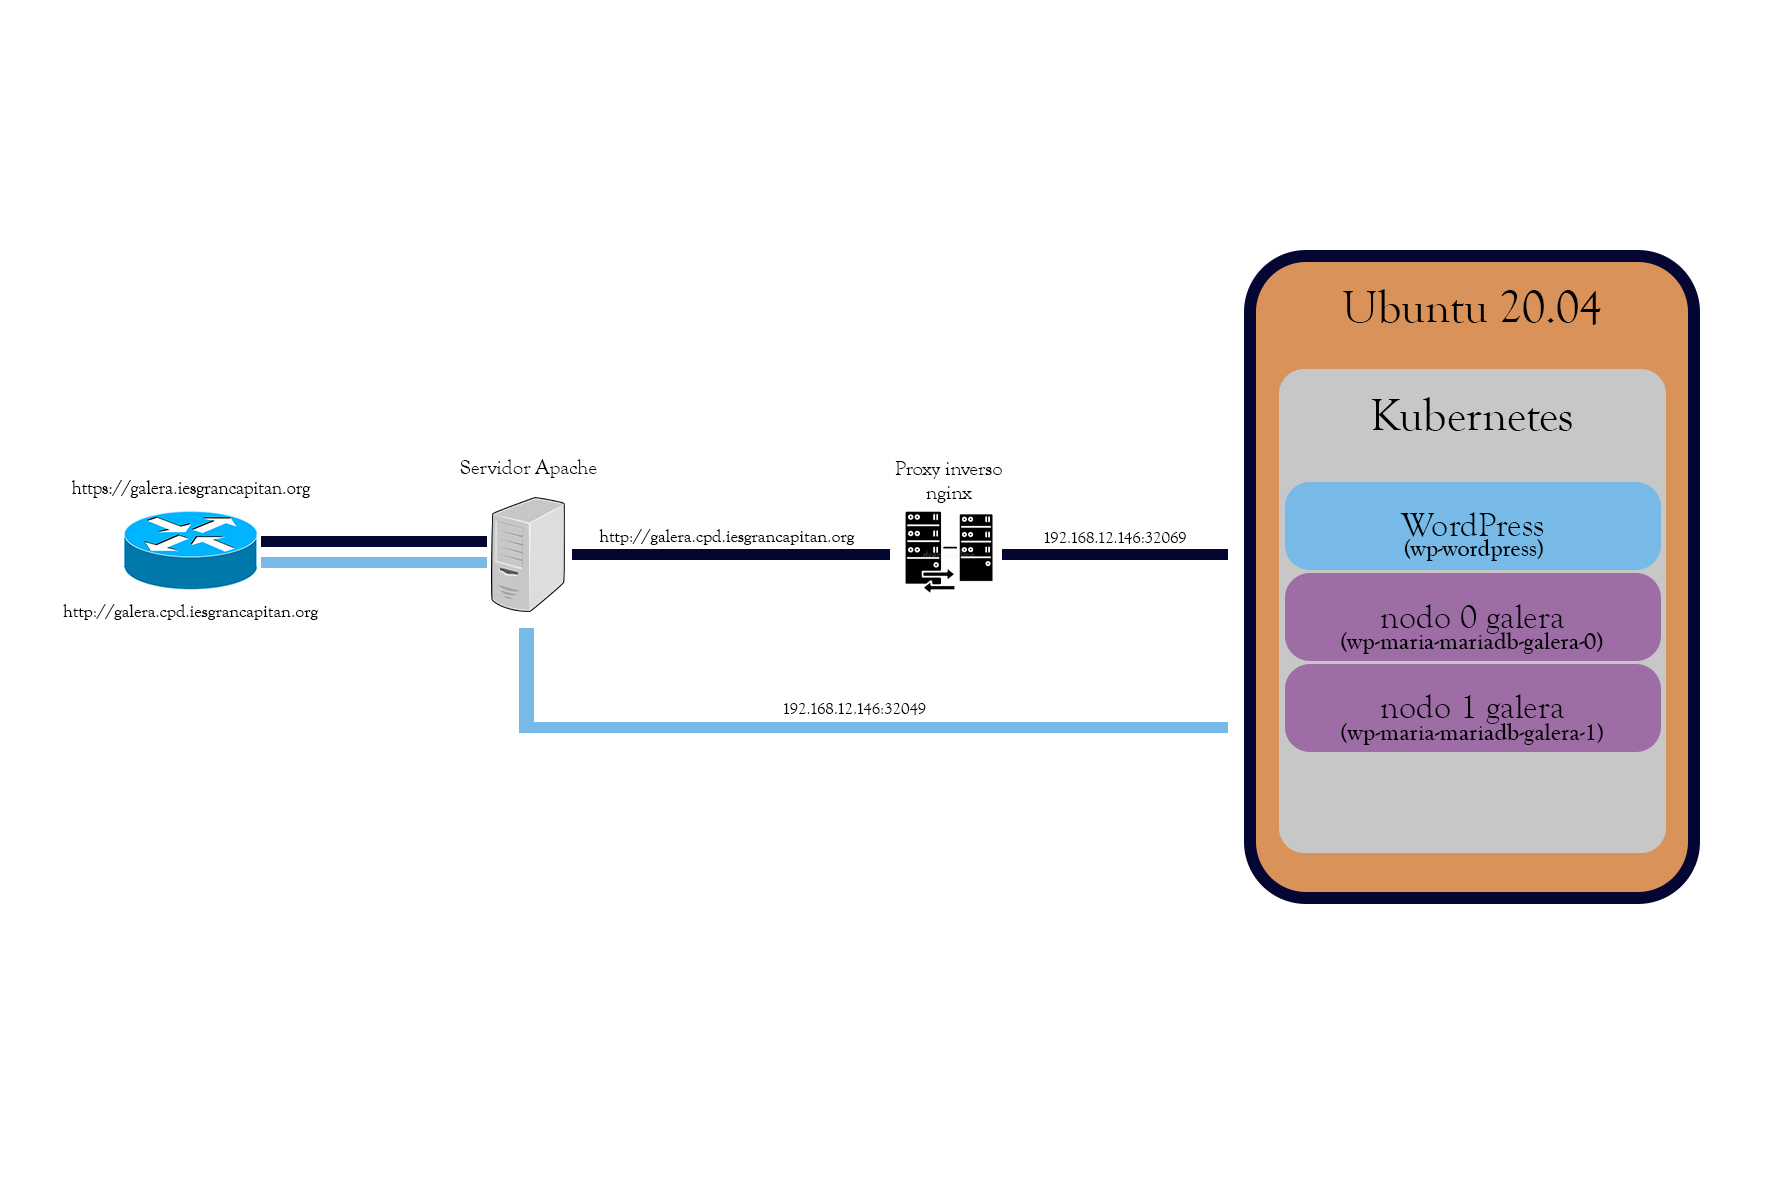 Ubuntu 20.04
Kubernetes
Servidor Apache
Proxy inverso
nginx
https://galera.iesgrancapitan.org
http://galera.cpd.iesgrancapitan.org
192.168.12.146:32069
WordPress
(wp-wordpress)
http://galera.cpd.iesgrancapitan.org
nodo 0 galera
(wp-maria-mariadb-galera-0)
192.168.12.146:32049
nodo 1 galera
(wp-maria-mariadb-galera-1)